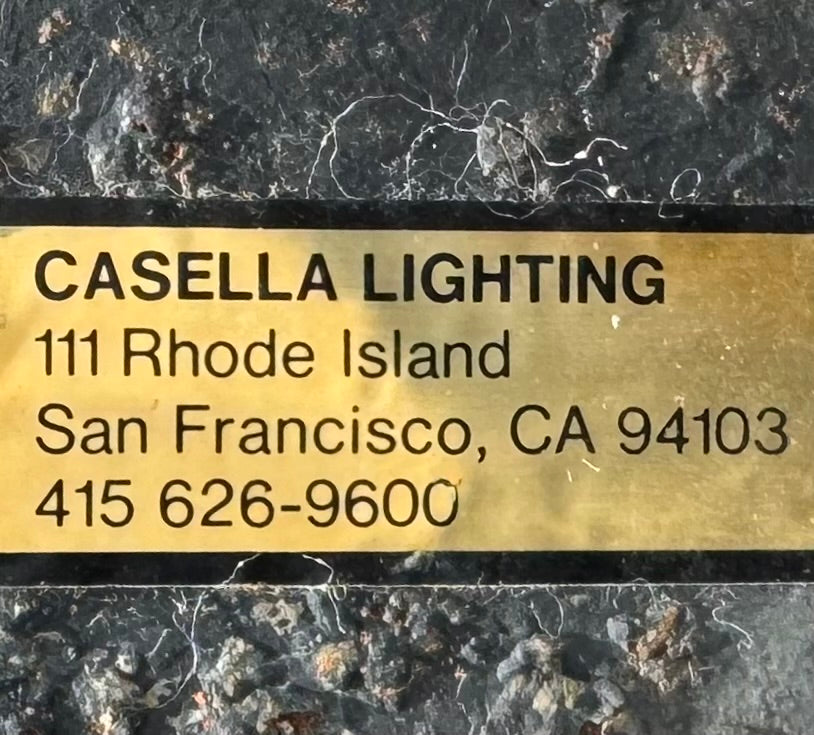 CASELLA LIGHTING
111 Rhode Island
San Francisco, CA 94103
415 626-9600